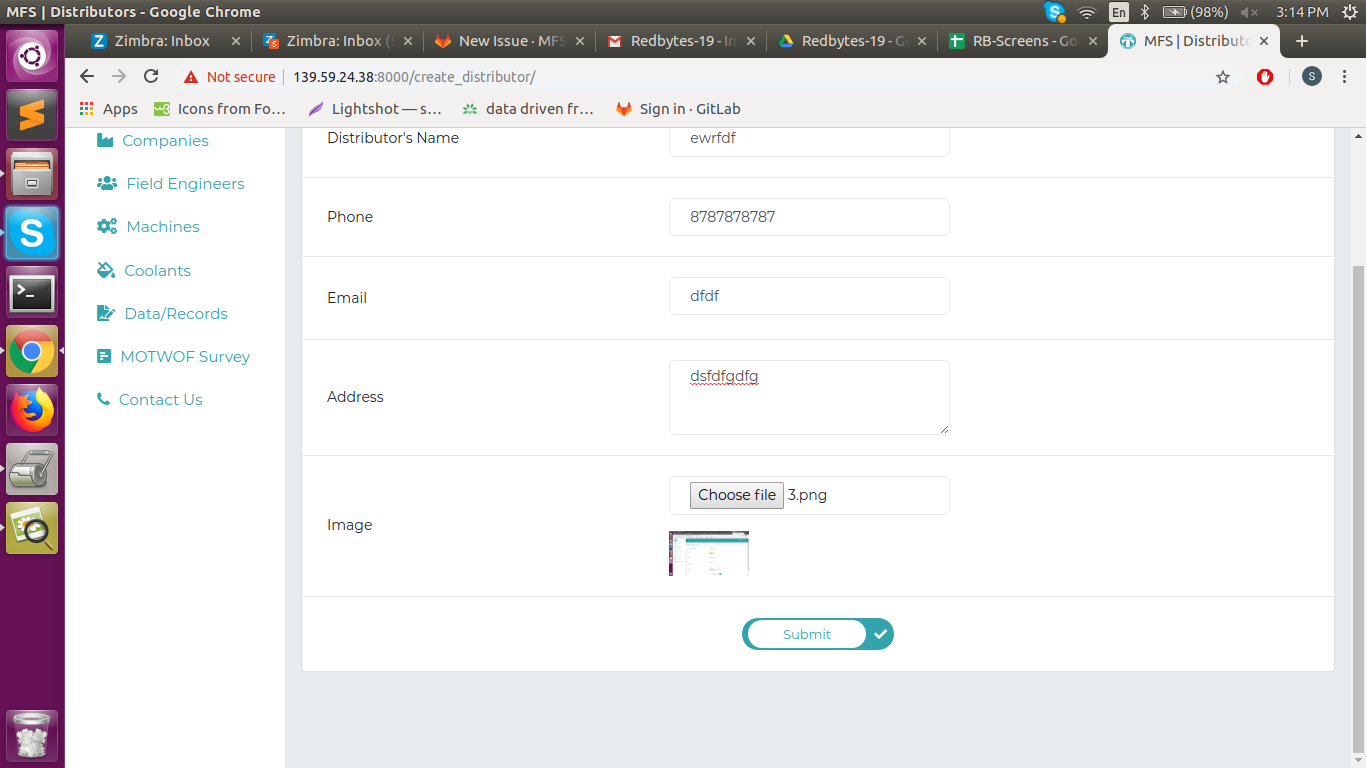 MFS | Distributors - Google Chrome
En
(98%)
3:14 PM
Zimbra: Inbox
Zimbra: Inbox (
New Issue · MFS
Redbytes-19 - In
Redbytes-19 - Go
RB-Screens - Go
MFS | Distributo
Not secure
139.59.24.38:8000/create_distributor/
S
Apps
Icons from Fo...
Lightshot — s...
data driven fr...
Sign in · GitLab
Companies
Field Engineers
Machines
Coolants
Data/Records
MOTWOF Survey
Contact Us
Distributor's Name
ewrfdf
Phone
8787878787
Email
dfdf
Address
dsfdfgdfg
Image
Choose file 3.png
Submit